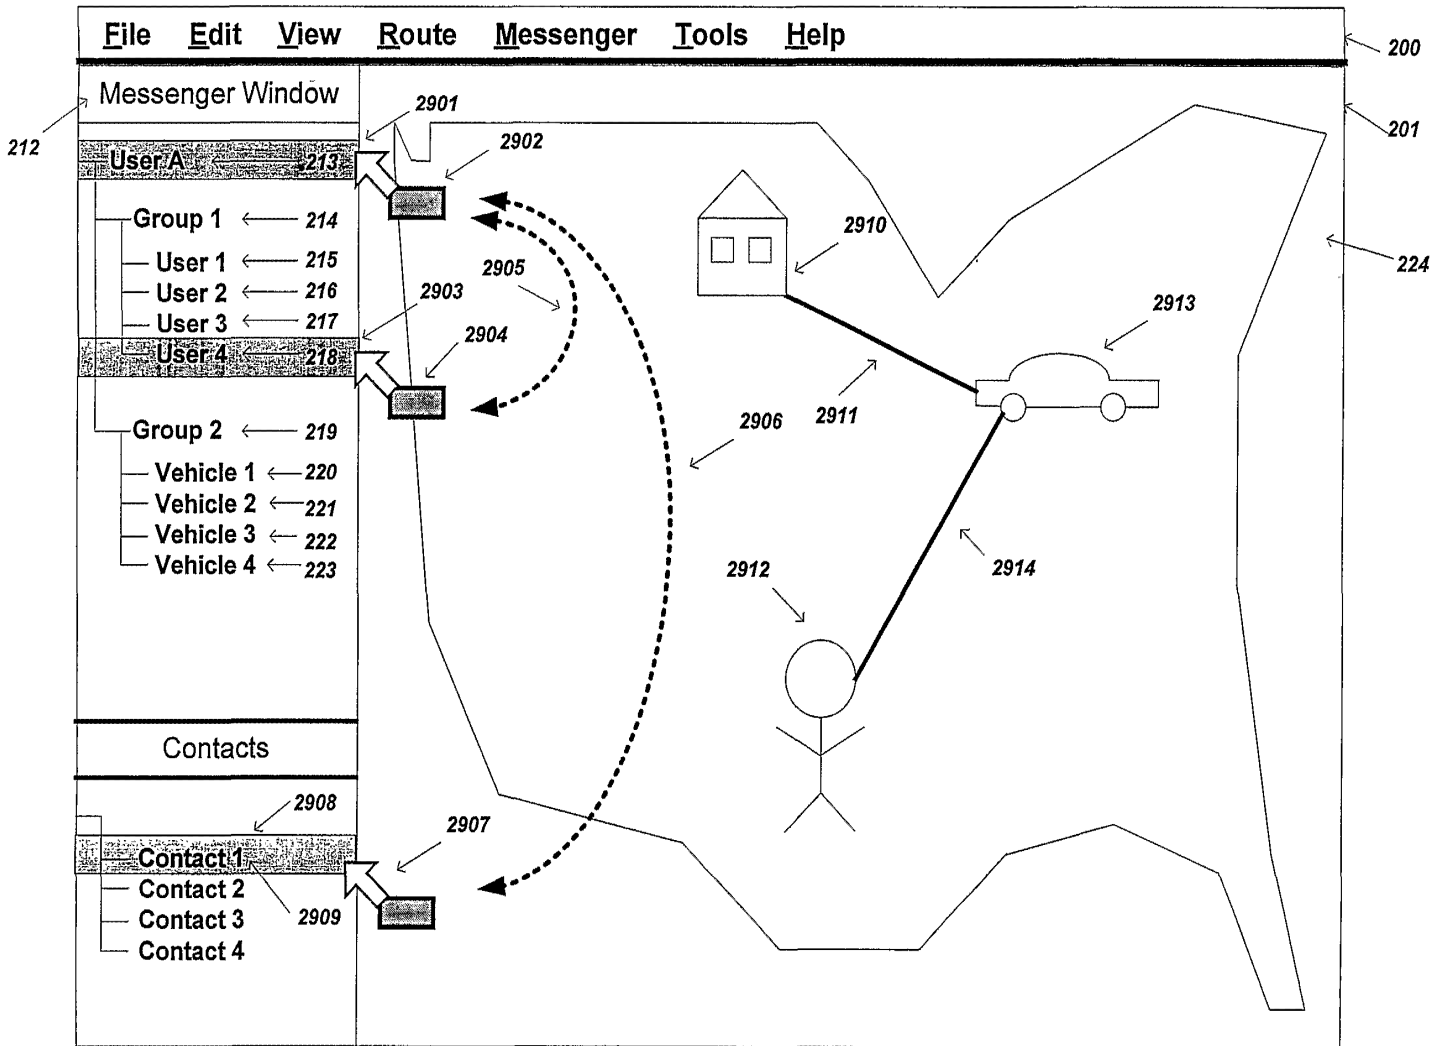 File Edit View Route Messenger Tools Help
200
Messenger Window
201
212
2901
2902
User A 213
Group 1 214
User 1 215
User 2 216
User 3 217
User 4 218
2903
2904
2905
2910
224
2913
2911
2906
Group 2 219
Vehicle 1 220
Vehicle 2 221
Vehicle 3 222
Vehicle 4 223
2912
2914
Contacts
2908
2907
Contact 1
Contact 2
Contact 3
2909
Contact 4